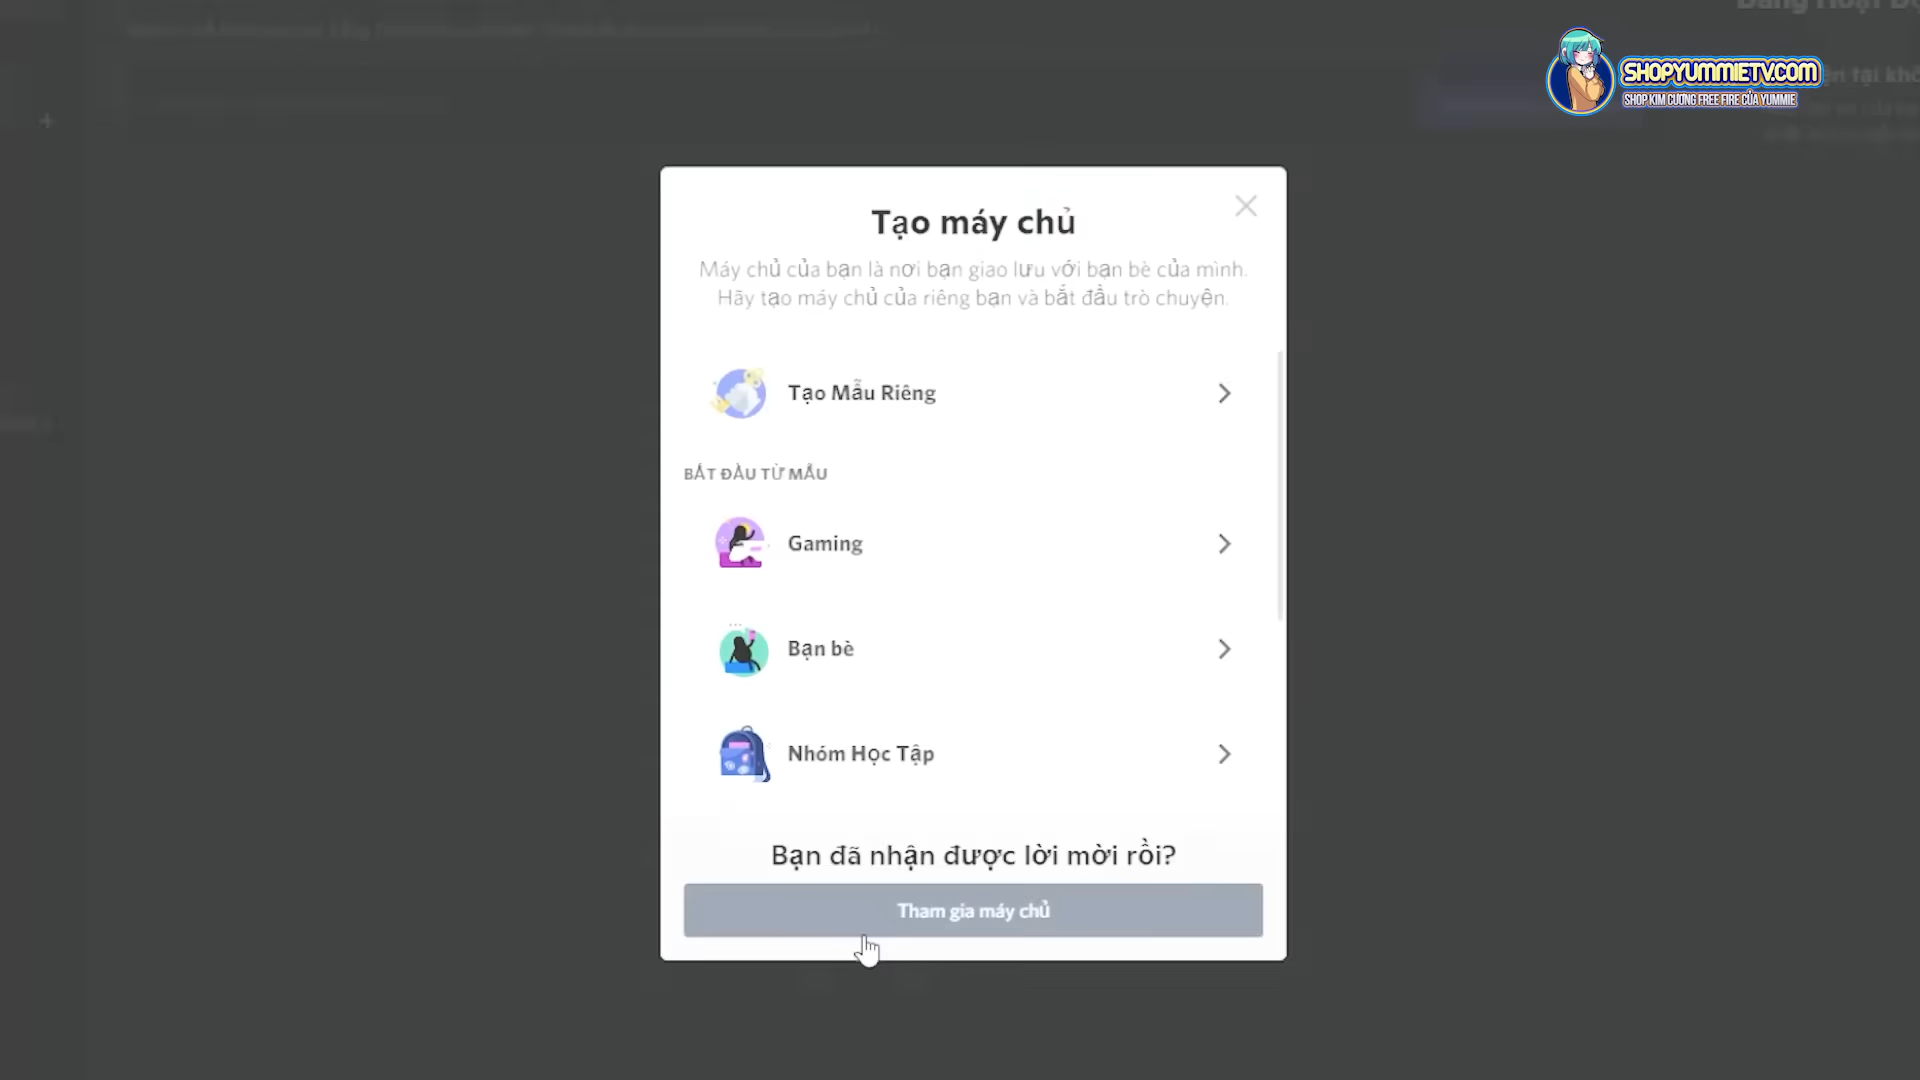 SHOPYUMMIETV.COM
SHOP KIM CƯƠNG FREE FIRE CỦA YUMMIE
Tạo máy chủ
Máy chủ của bạn là nơi bạn giao lưu với bạn bè của mình.
Hãy tạo máy chủ của riêng bạn và bắt đầu trò chuyện.
Tạo Mẫu Riêng
BẮT ĐẦU TỪ MẪU
Gaming
Bạn bè
Nhóm Học Tập
Bạn đã nhận được lời mời rồi?
Tham gia máy chủ